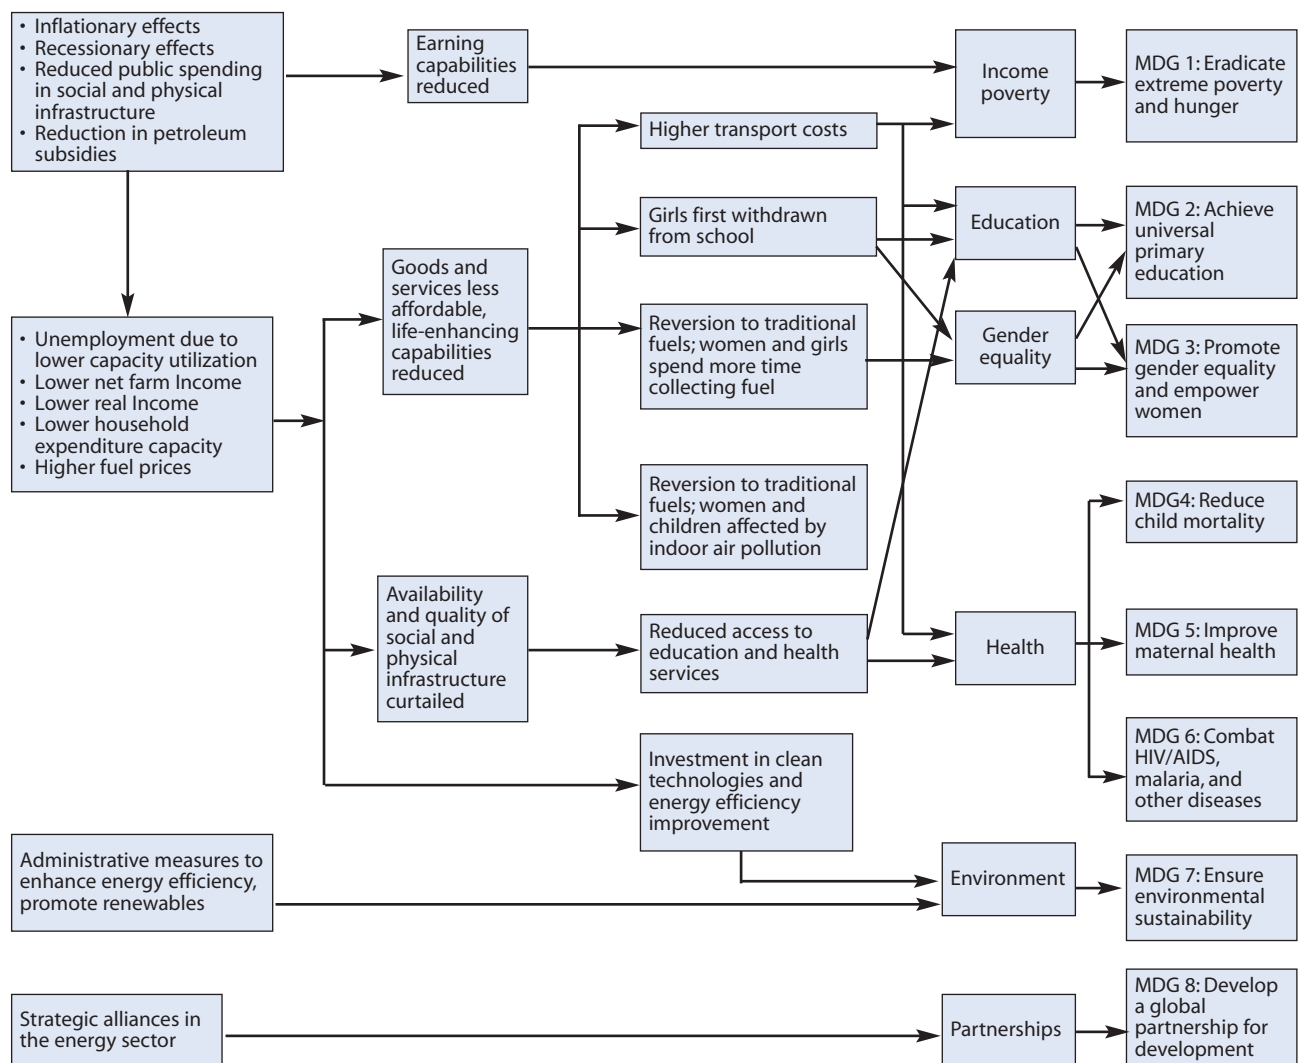 • Inflationary effects
• Recessionary effects
• Reduced public spending
in social and physical
infrastructure
• Reduction in petroleum
subsidies
Earning
capabilities
reduced
Income
poverty
MDG 1: Eradicate
extreme poverty
and hunger
Higher transport costs
Girls first withdrawn
from school
Education
MDG 2: Achieve
universal
primary
education
Goods and
services less
affordable,
life-enhancing
capabilities
reduced
Reversion to traditional
fuels; women and girls
spend more time
collecting fuel
Gender
equality
MDG 3: Promote
gender equality
and empower
women
• Unemployment due to
lower capacity utilization
• Lower net farm Income
• Lower real Income
• Lower household
expenditure capacity
• Higher fuel prices
Reversion to traditional
fuels; women and
children affected by
indoor air pollution
MDG4: Reduce
child mortality
Availability
and quality of
social and
physical
infrastructure
curtailed
Reduced access to
education and health
services
Health
MDG 5: Improve
maternal health
Investment in clean
technologies and
energy efficiency
improvement
MDG 6: Combat
HIV/AIDS,
malaria, and
other diseases
Administrative measures to
enhance energy efficiency,
promote renewables
Environment
MDG 7: Ensure
environmental
sustainability
Strategic alliances in
the energy sector
Partnerships
MDG 8: Develop
a global
partnership for
development